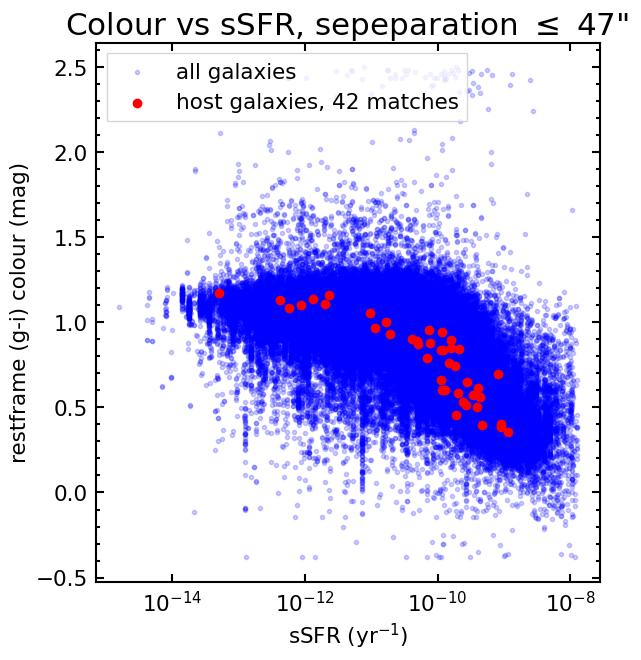 Colour vs sSFR, sepeparation ≤ 47"
all galaxies
host galaxies, 42 matches
restframe (g-i) colour (mag)
2.5
2.0
1.5
1.0
0.5
0.0
−0.5
10⁻¹⁴ 10⁻¹² 10⁻¹⁰ 10⁻⁸
sSFR (yr⁻¹)